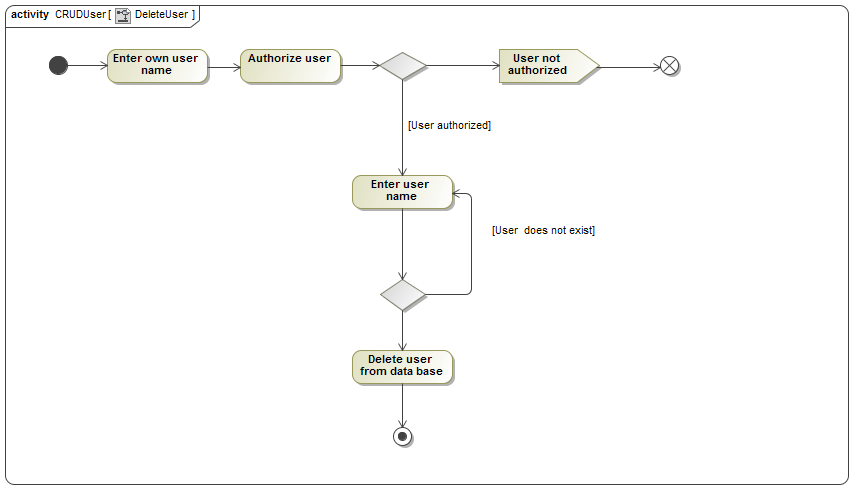 activity CRUDUser[ DeleteUser ]
Enter own user
name
Authorize user
User not
authorized
[User authorized]
Enter user
name
[User  does not exist]
Delete user
from data base